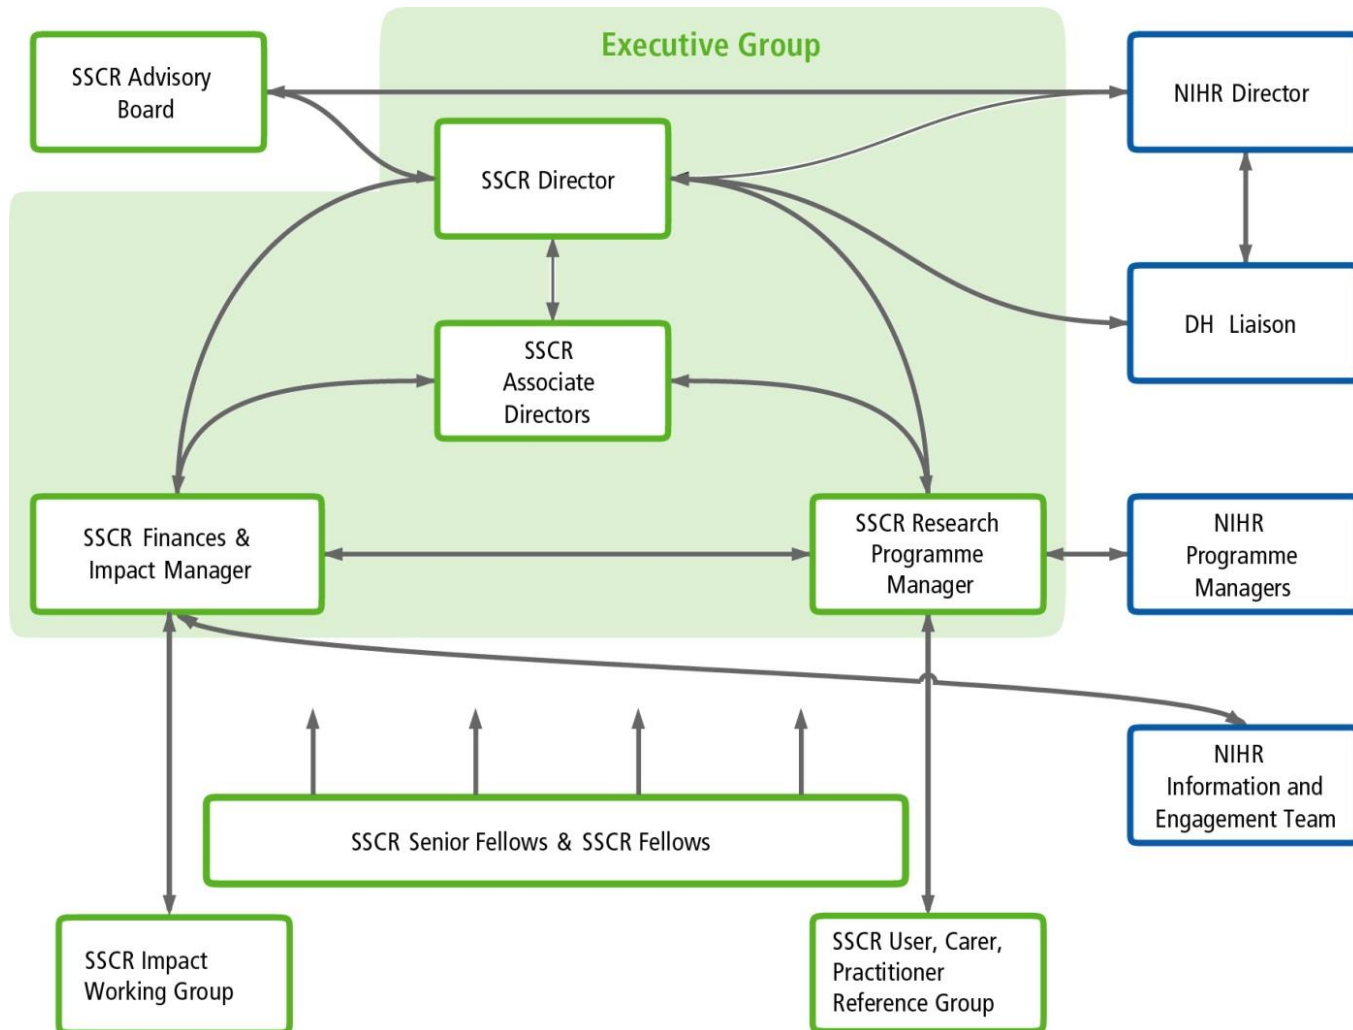 Executive Group
SSCR Advisory
Board
NIHR Director
SSCR Director
DH Liaison
SSCR
Associate
Directors
SSCR Finances &
Impact Manager
SSCR Research
Programme
Manager
NIHR
Programme
Managers
NIHR
Information and
Engagement Team
SSCR Senior Fellows & SSCR Fellows
SSCR Impact
Working Group
SSCR User, Carer,
Practitioner
Reference Group